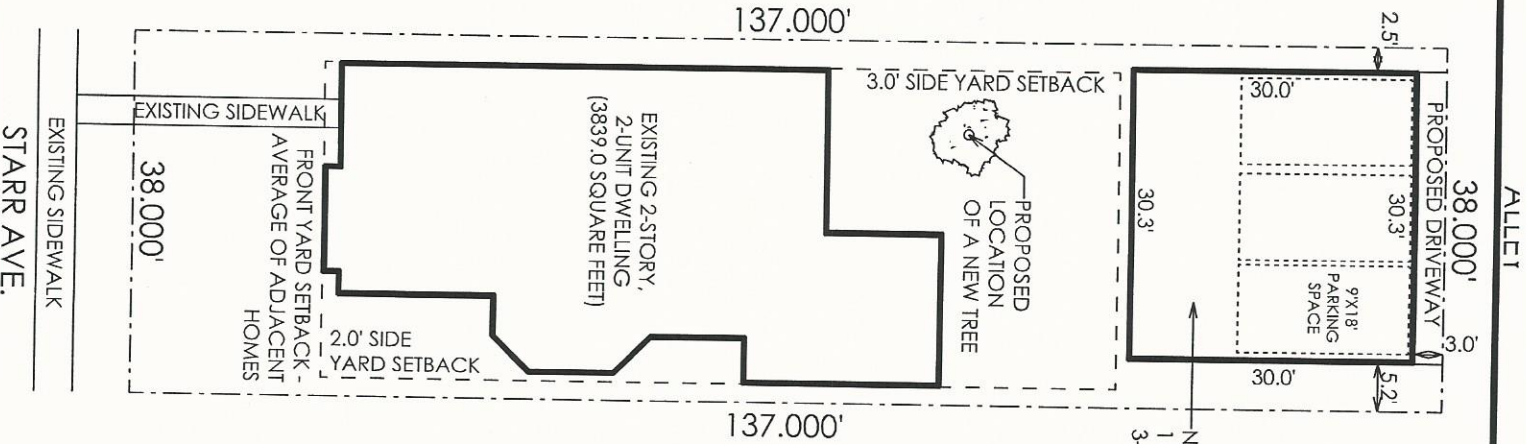 137.000'
2.5'
ALLEY
3.0' SIDE YARD SETBACK
30.0'
PROPOSED DRIVEWAY
38.000'
30.3'
30.3'
9'X18'
PARKING
SPACE
3.0'
30.0'
5.2'
PROPOSED
LOCATION
OF A NEW TREE
EXISTING 2-STORY,
2-UNIT DWELLING
(3839.0 SQUARE FEET)
EXISTING SIDEWALK
FRONT YARD SETBACK -
AVERAGE OF ADJACENT
HOMES
2.0' SIDE
YARD SETBACK
38.000'
EXISTING SIDEWALK
STARR AVE.
137.000'
N
1
3-